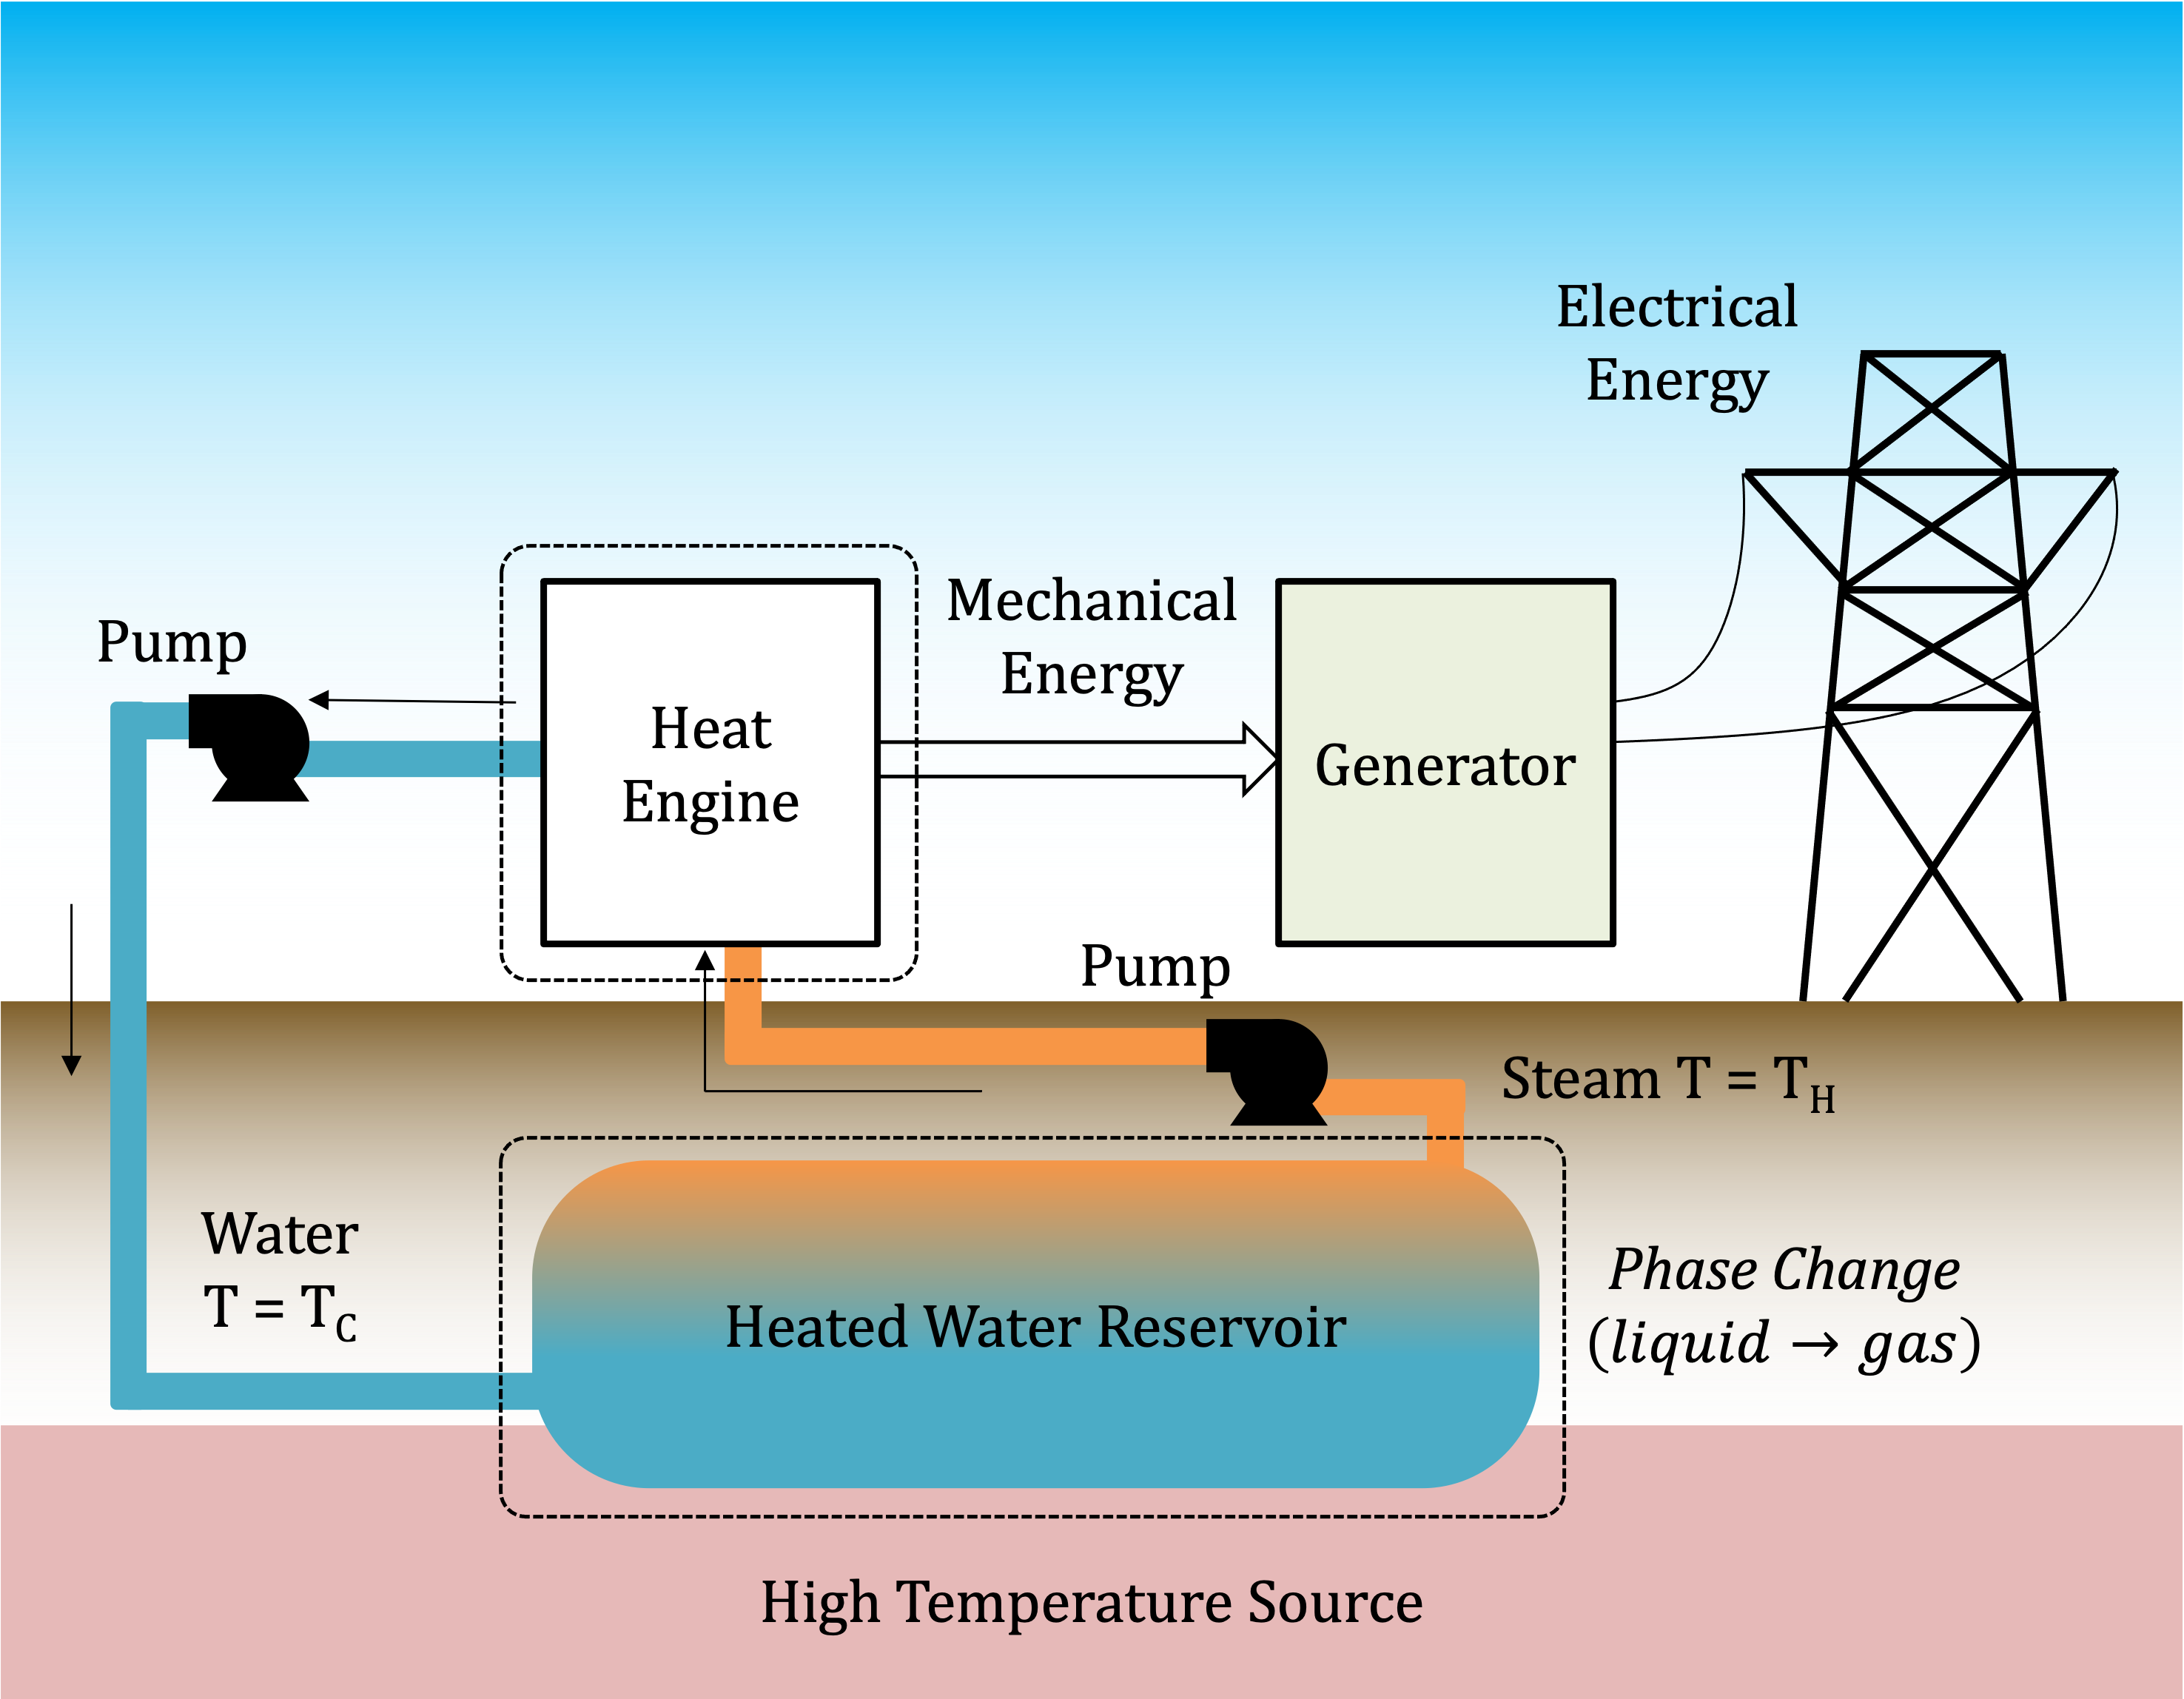 Electrical
Energy
Mechanical
Energy
Pump
Heat
Engine
Generator
Pump
Steam T = T_H
Water
T = T_C
Phase Change
(liquid → gas)
Heated Water Reservoir
High Temperature Source